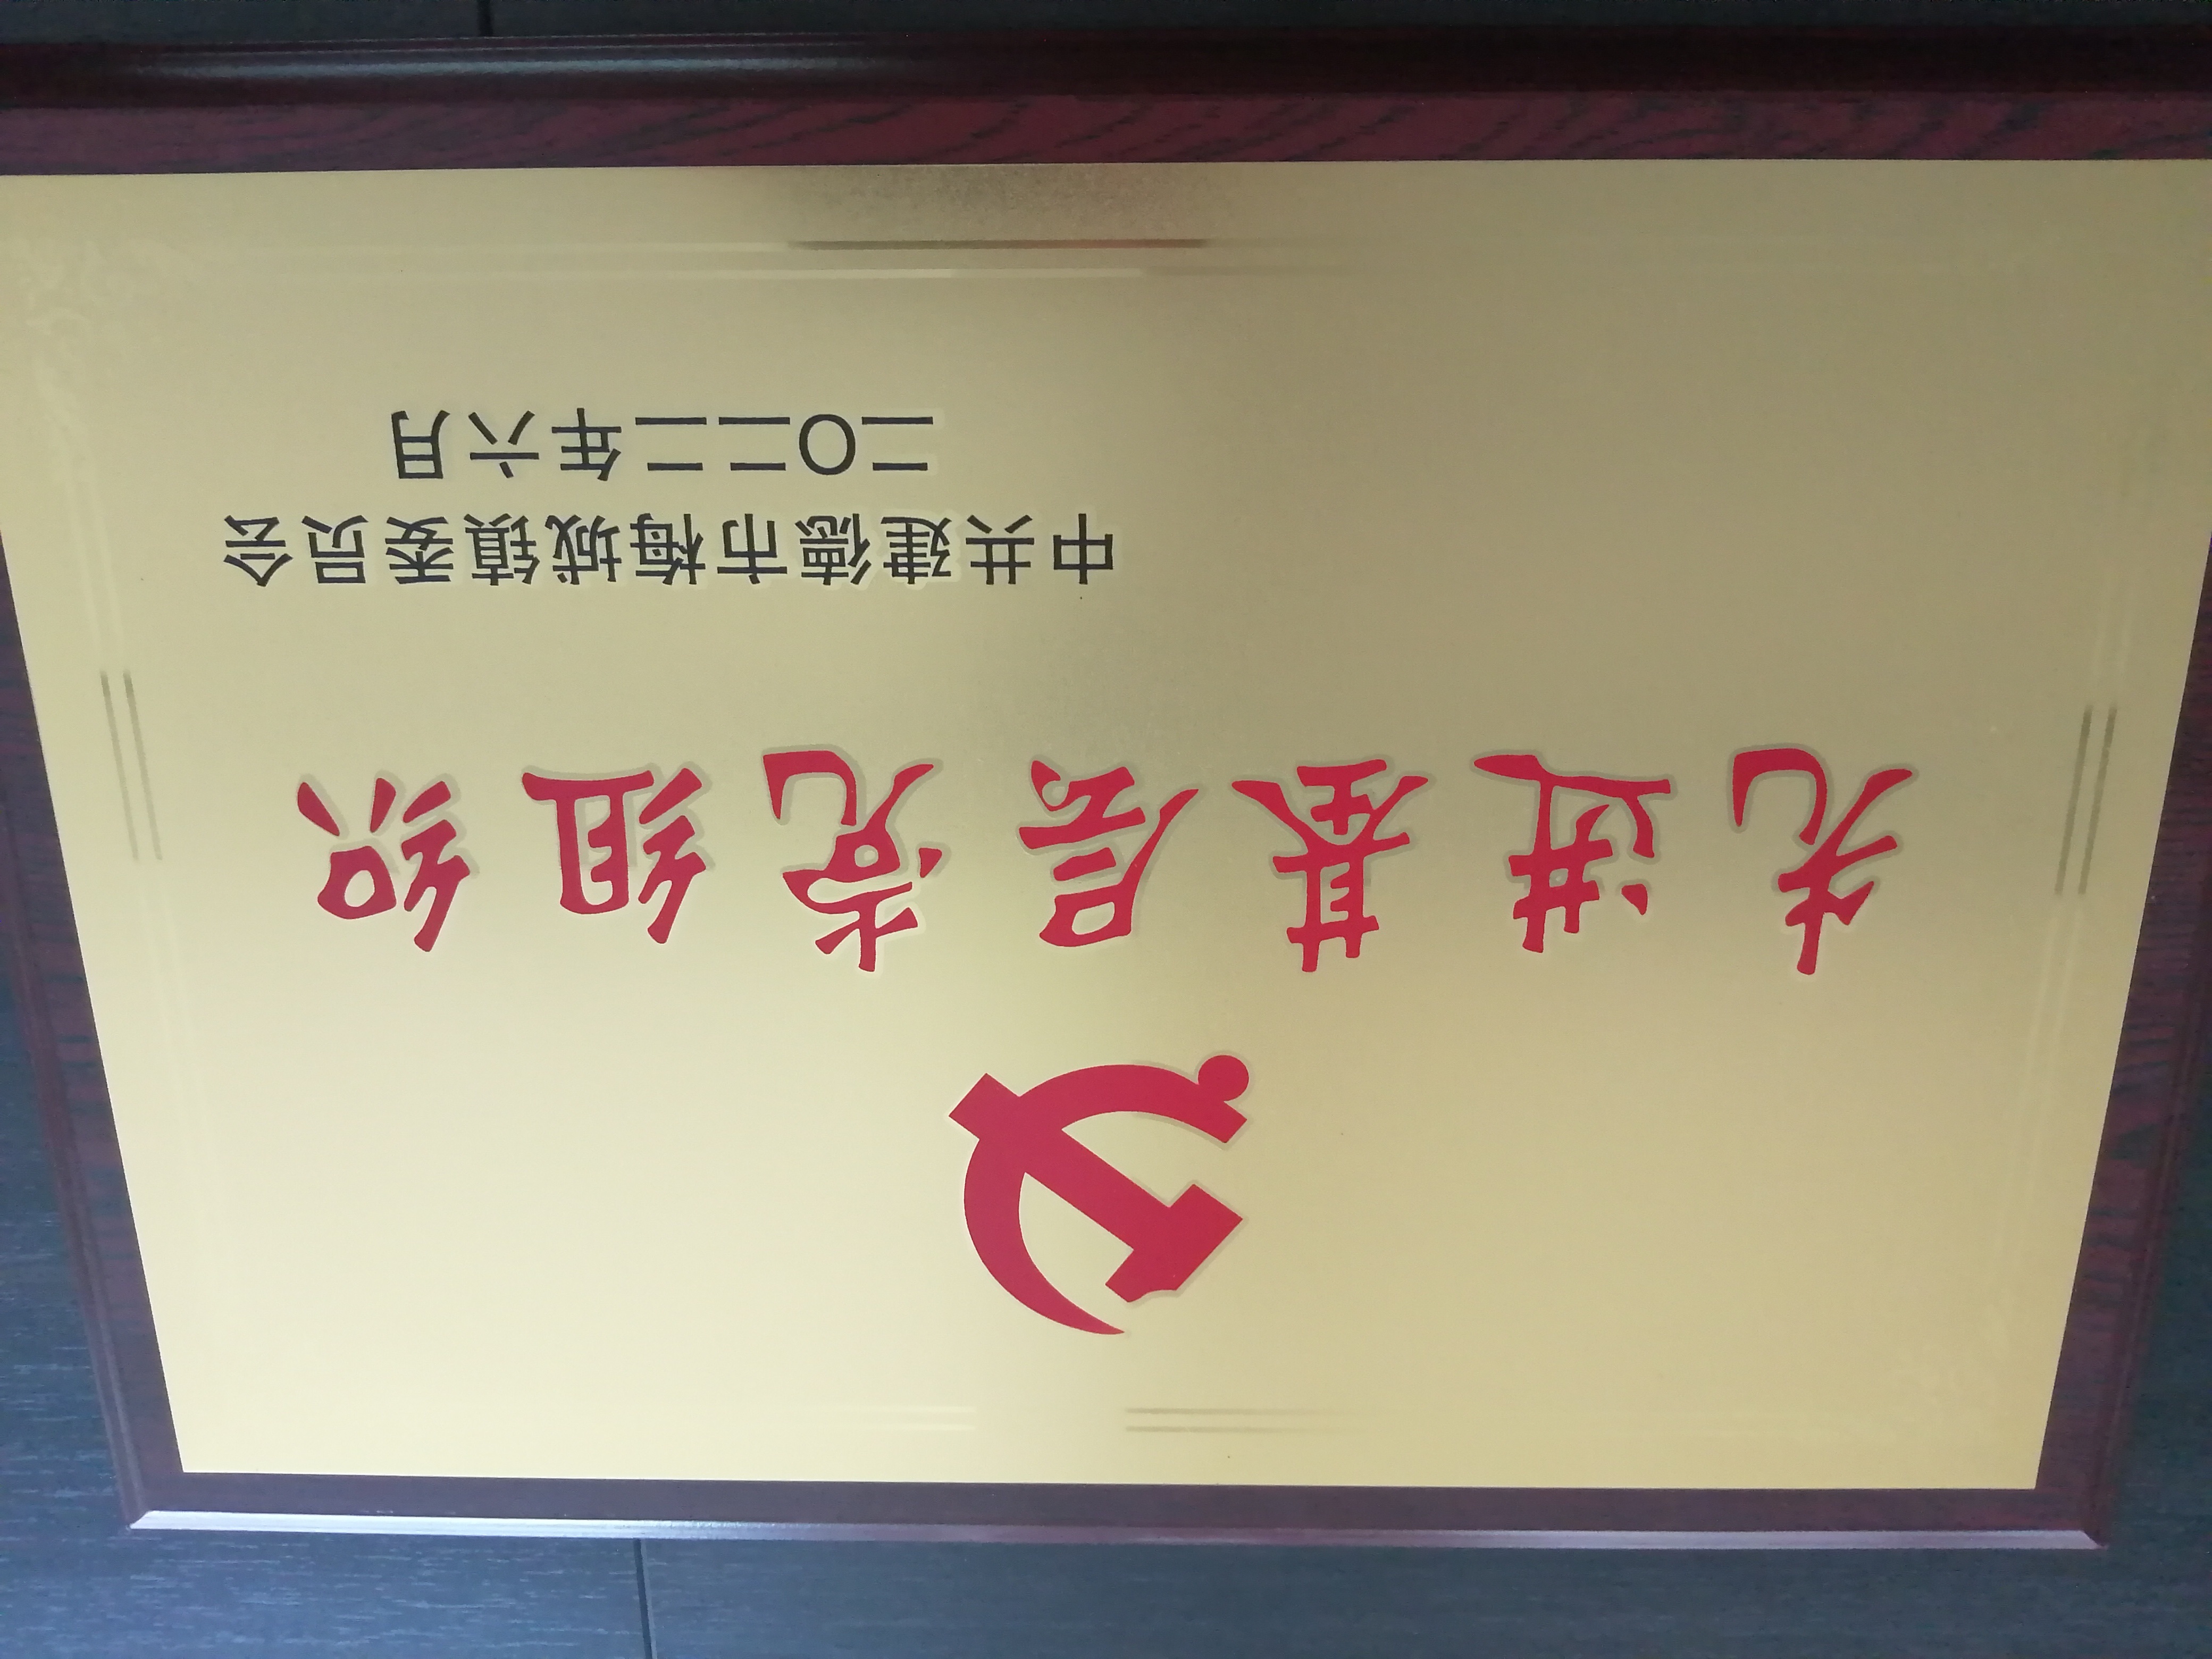 先进基层党组织
中共建德市梅城镇委员会
二〇二二年六月